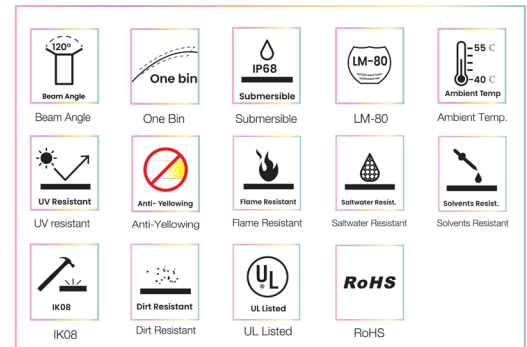 120°
Beam Angle
One bin
IP68
Submersible
LM-80
55 °C
-40 °C
Ambient Temp
Beam Angle
One Bin
Submersible
LM-80
Ambient Temp.
UV Resistant
Anti- Yellowing
Flame Resistant
Saltwater Resist.
Solvents Resist.
UV resistant
Anti-Yellowing
Flame Resistant
Saltwater Resistant
Solvents Resistant
IK08
Dirt Resistant
UL
UL Listed
RoHS
IK08
Dirt Resistant
UL Listed
RoHS